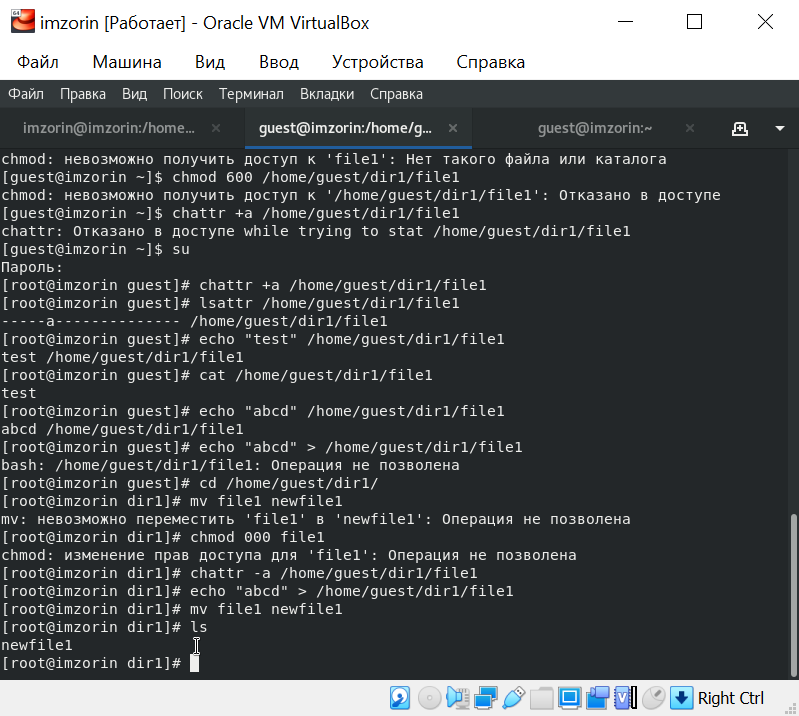 64
imzorin [Работает] - Oracle VM VirtualBox
Файл Машина Вид Ввод Устройства Справка
Файл Правка Вид Поиск Терминал Вкладки Справка
imzorin@imzorin:/home... × guest@imzorin:/home/g... × guest@imzorin:~ ×
chmod: невозможно получить доступ к 'file1': Нет такого файла или каталога
[guest@imzorin ~]$ chmod 600 /home/guest/dir1/file1
chmod: невозможно получить доступ к '/home/guest/dir1/file1': Отказано в доступе
[guest@imzorin ~]$ chattr +a /home/guest/dir1/file1
chattr: Отказано в доступе while trying to stat /home/guest/dir1/file1
[guest@imzorin ~]$ su
Пароль:
[root@imzorin guest]# chattr +a /home/guest/dir1/file1
[root@imzorin guest]# lsattr /home/guest/dir1/file1
-----a-------------- /home/guest/dir1/file1
[root@imzorin guest]# echo "test" /home/guest/dir1/file1
test /home/guest/dir1/file1
[root@imzorin guest]# cat /home/guest/dir1/file1
test
[root@imzorin guest]# echo "abcd" /home/guest/dir1/file1
abcd /home/guest/dir1/file1
[root@imzorin guest]# echo "abcd" > /home/guest/dir1/file1
bash: /home/guest/dir1/file1: Операция не позволена
[root@imzorin guest]# cd /home/guest/dir1/
[root@imzorin dir1]# mv file1 newfile1
mv: невозможно переместить 'file1' в 'newfile1': Операция не позволена
[root@imzorin dir1]# chmod 000 file1
chmod: изменение прав доступа для 'file1': Операция не позволена
[root@imzorin dir1]# chattr -a /home/guest/dir1/file1
[root@imzorin dir1]# echo "abcd" > /home/guest/dir1/file1
[root@imzorin dir1]# mv file1 newfile1
[root@imzorin dir1]# ls
newfile1
[root@imzorin dir1]#
Right Ctrl